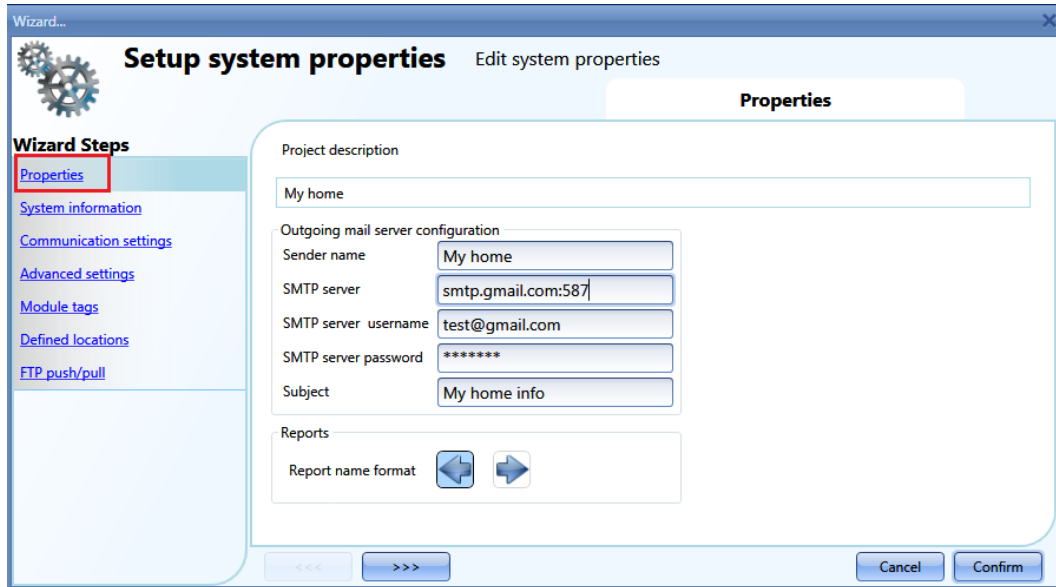 Wizard...
Setup system properties Edit system properties
Properties
Wizard Steps
Properties
System information
Communication settings
Advanced settings
Module tags
Defined locations
FTP push/pull
Project description
My home
Outgoing mail server configuration
Sender name My home
SMTP server smtp.gmail.com:587
SMTP server username test@gmail.com
SMTP server password *******
Subject My home info
Reports
Report name format
<<< >>> Cancel Confirm